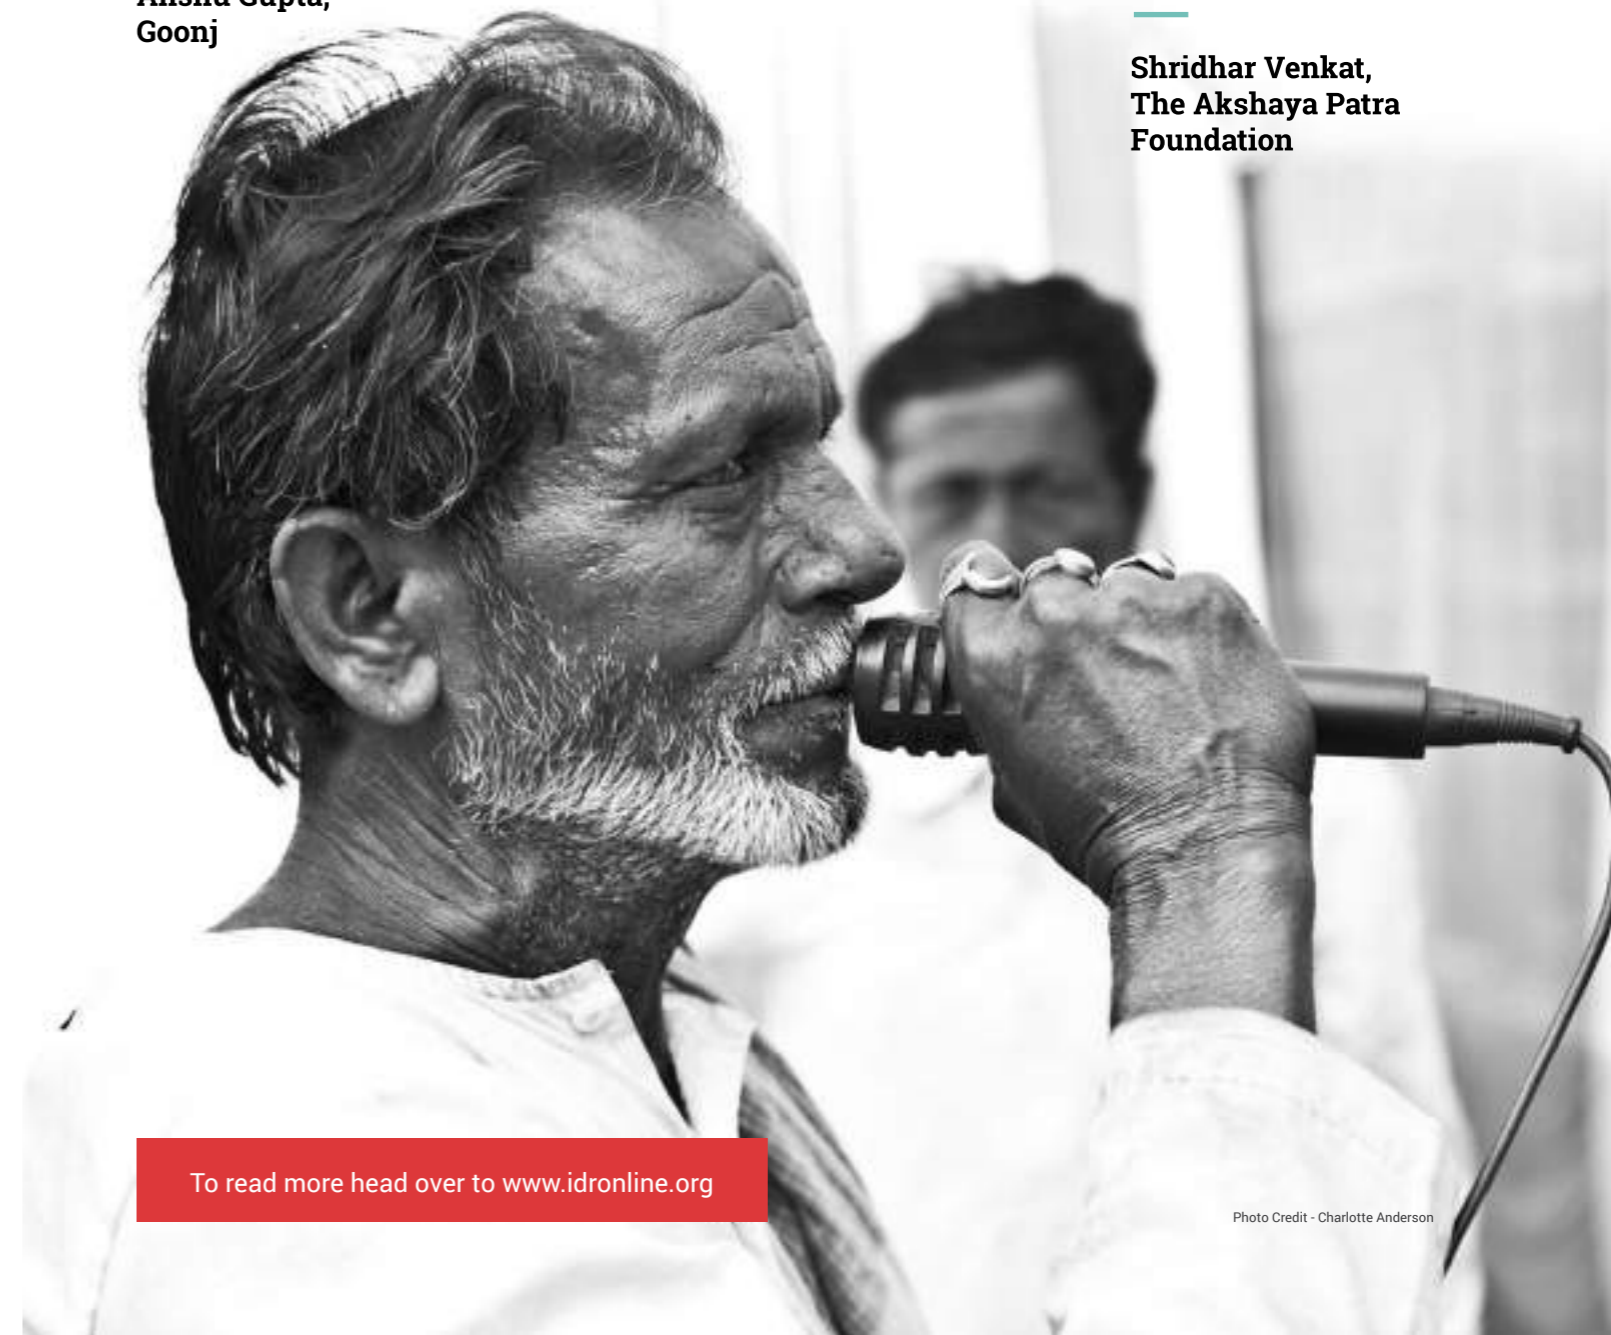 Goonj
Shridhar Venkat,
The Akshaya Patra
Foundation
To read more head over to www.idronline.org
Photo Credit - Charlotte Anderson